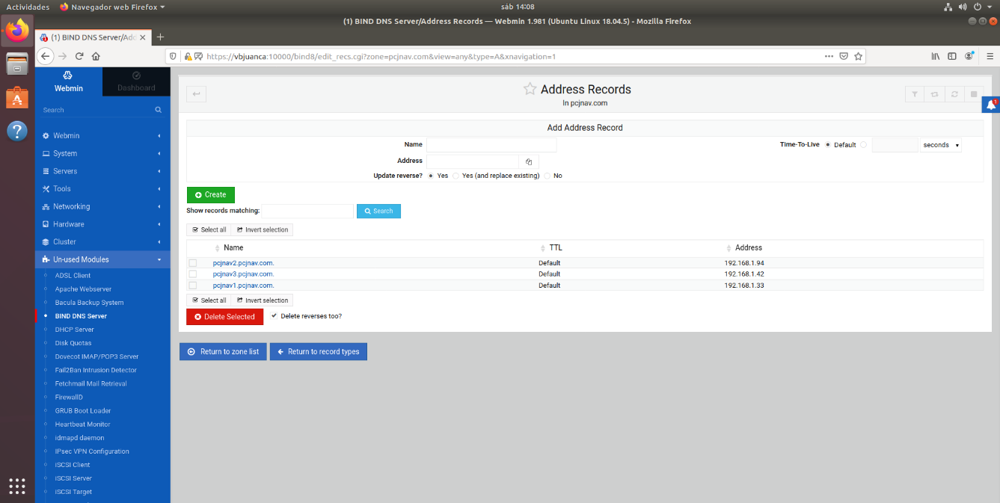 Actividades
Navegador web Firefox
sáb 14:08
(1) BIND DNS Server/Address Records — Webmin 1.981 (Ubuntu Linux 18.04.5) - Mozilla Firefox
(1) BIND DNS Server/Add
https://vbjuanca:10000/bind8/edit_recs.cgi?zone=pcjnav.com&view=any&type=A&xnavigation=1
Webmin
Dashboard
Search
Webmin
System
Servers
Tools
Networking
Hardware
Cluster
Un-used Modules
ADSL Client
Apache Webserver
Bacula Backup System
BIND DNS Server
DHCP Server
Disk Quotas
Dovecot IMAP/POP3 Server
Fail2Ban Intrusion Detector
Fetchmail Mail Retrieval
FirewallD
GRUB Boot Loader
Heartbeat Monitor
idmapd daemon
IPsec VPN Configuration
iSCSI Client
iSCSI Server
iSCSI Target
Address Records
In pcjnav.com
1
Add Address Record
Name
Time-To-Live Default seconds
Address
Update reverse? Yes Yes (and replace existing) No
Create
Show records matching: Search
Select all Invert selection
Name TTL Address
pcjnav2.pcjnav.com. Default 192.168.1.94
pcjnav3.pcjnav.com. Default 192.168.1.42
pcjnav1.pcjnav.com. Default 192.168.1.33
Select all Invert selection
Delete Selected Delete reverses too?
Return to zone list Return to record types